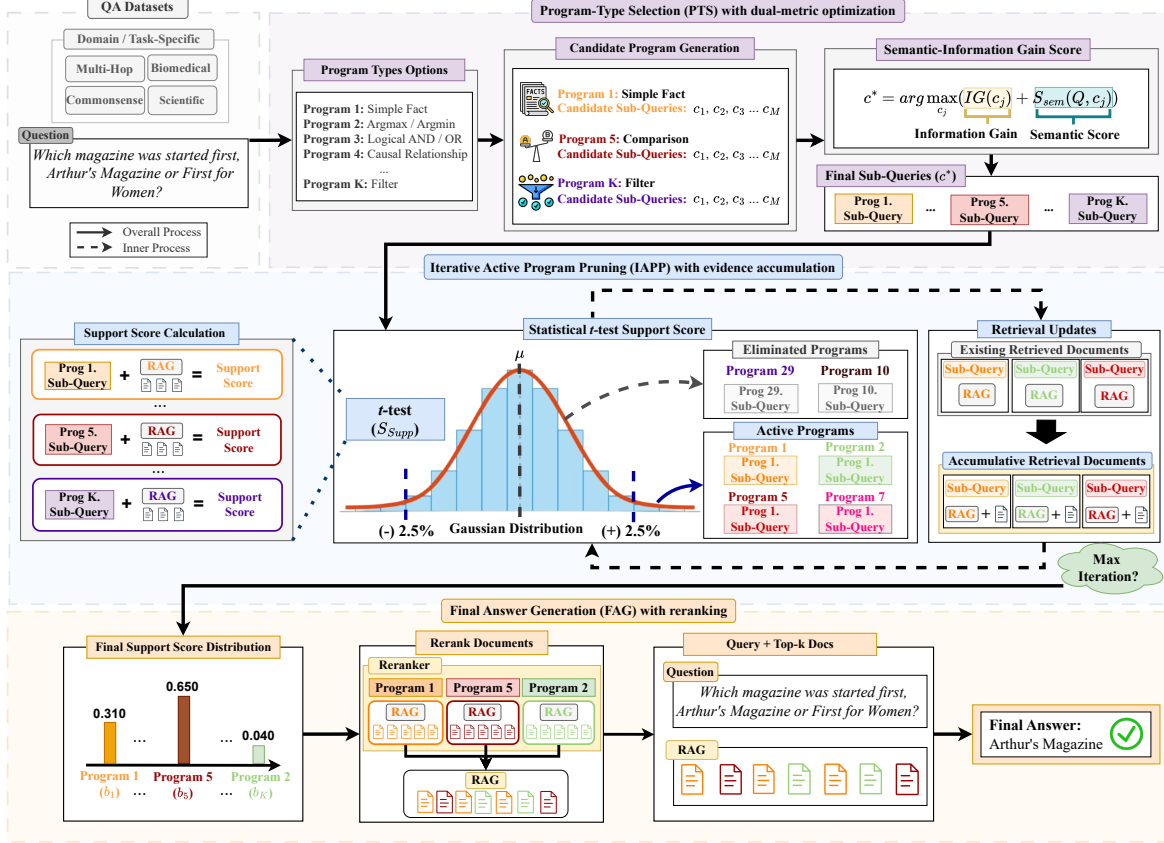 QA Datasets
Domain / Task-Specific
Multi-Hop
Biomedical
Commonsense
Scientific
Question
Which magazine was started first,
Arthur's Magazine or First for
Women?
Overall Process
Inner Process
Program-Type Selection (PTS) with dual-metric optimization
Program Types Options
Program 1: Simple Fact
Program 2: Argmax / Argmin
Program 3: Logical AND / OR
Program 4: Causal Relationship
...
Program K: Filter
Candidate Program Generation
FACTS
Program 1: Simple Fact
Candidate Sub-Queries: c₁, c₂, c₃ ... c_M
A
B
Program 5: Comparison
Candidate Sub-Queries: c₁, c₂, c₃ ... c_M
Program K: Filter
Candidate Sub-Queries: c₁, c₂, c₃ ... c_M
Semantic-Information Gain Score
c* = arg max_{c_j}(IG(c_j) + S_{sem}(Q, c_j))
Information Gain
Semantic Score
Final Sub-Queries (c*)
Prog 1.
Sub-Query
...
Prog 5.
Sub-Query
...
Prog K.
Sub-Query
Iterative Active Program Pruning (IAPP) with evidence accumulation
Support Score Calculation
Prog 1.
Sub-Query
+
RAG
=
Support
Score
...
Prog 5.
Sub-Query
+
RAG
=
Support
Score
...
Prog K.
Sub-Query
+
RAG
=
Support
Score
Statistical t-test Support Score
t-test
(S_{Supp})
μ
(-) 2.5%
Gaussian Distribution
(+) 2.5%
Eliminated Programs
Program 29
Program 10
Prog 29.
Sub-Query
Prog 10.
Sub-Query
Active Programs
Program 1
Program 2
Prog 1.
Sub-Query
Prog 1.
Sub-Query
Program 5
Program 7
Prog 1.
Sub-Query
Prog 1.
Sub-Query
Retrieval Updates
Existing Retrieved Documents
Sub-Query
Sub-Query
Sub-Query
RAG
RAG
RAG
Accumulative Retrieval Documents
Sub-Query
Sub-Query
Sub-Query
RAG +
RAG +
RAG +
Max
Iteration?
Final Answer Generation (FAG) with reranking
Final Support Score Distribution
0.310
...
0.650
...
0.040
Program 1
(b₁)
...
Program 5
(b₅)
...
Program 2
(b_K)
Rerank Documents
Reranker
Program 1
Program 5
Program 2
RAG
RAG
RAG
RAG
Query + Top-k Docs
Question
Which magazine was started first,
Arthur's Magazine or First for Women?
RAG
Final Answer:
Arthur's Magazine